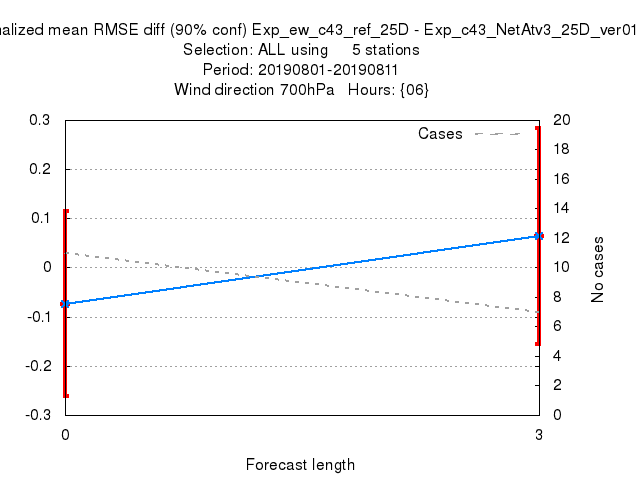 nalized mean RMSE diff (90% conf) Exp_ew_c43_ref_25D - Exp_c43_NetAtv3_25D_ver01
Selection: ALL using 5 stations
Period: 20190801-20190811
Wind direction 700hPa Hours: {06}
0.3
0.2
0.1
0
-0.1
-0.2
-0.3
Cases
20
18
16
14
12
10
8
6
4
2
0
No cases
0
3
Forecast length